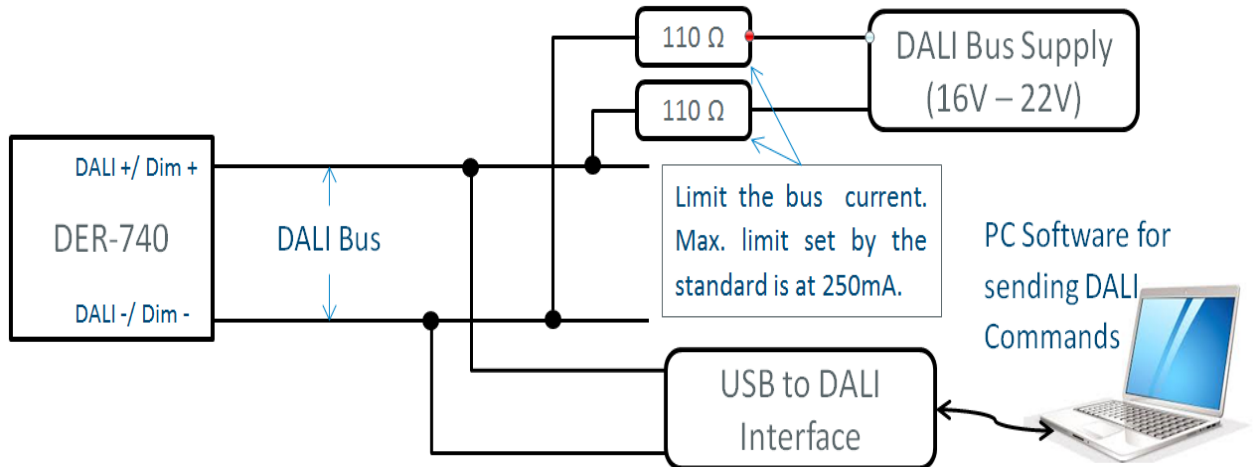 110 Ω
110 Ω
DALI Bus Supply
(16V – 22V)
DALI +/ Dim +
DER-740
DALI Bus
DALI -/ Dim -
Limit the bus current.
Max. limit set by the
standard is at 250mA.
PC Software for
sending DALI
Commands
USB to DALI
Interface